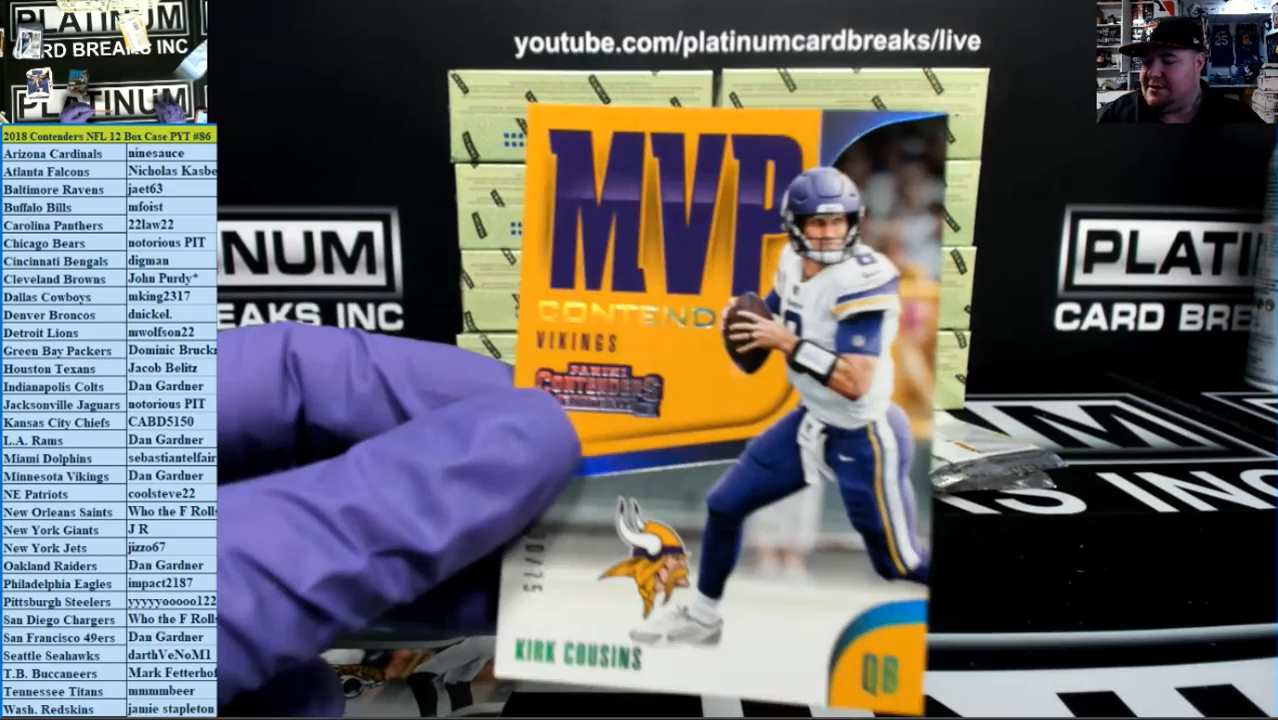 PLATINUM
CARD BREAKS INC
PLATINUM
youtube.com/platinumcardbreaks/live
2018 Contenders NFL 12 Box Case PYT #86
Arizona Cardinals ninesauce
Atlanta Falcons Nicholas Kasbe
Baltimore Ravens jaet63
Buffalo Bills mfoist
Carolina Panthers 22law22
Chicago Bears notorious PIT
Cincinnati Bengals digman
Cleveland Browns John Purdy*
Dallas Cowboys mking2317
Denver Broncos dnickel.
Detroit Lions mwolfson22
Green Bay Packers Dominic Bruckn
Houston Texans Jacob Belitz
Indianapolis Colts Dan Gardner
Jacksonville Jaguars notorious PIT
Kansas City Chiefs CABD5150
L.A. Rams Dan Gardner
Miami Dolphins sebastiantelfair
Minnesota Vikings Dan Gardner
NE Patriots coolsteve22
New Orleans Saints Who the F Roll
New York Giants J R
New York Jets jizzo67
Oakland Raiders Dan Gardner
Philadelphia Eagles impact2187
Pittsburgh Steelers yyyyyooooo122
San Diego Chargers Who the F Roll
San Francisco 49ers Dan Gardner
Seattle Seahawks darthVeNoM1
T.B. Buccaneers Mark Fetterhof
Tennessee Titans mmmmbeer
Wash. Redskins jamie stapleton
NUM
EAKS INC
MVP
CONTEND
VIKINGS
PANINI
CONTENDERS
KIRK COUSINS
QB
PLATI
CARD BRE
IS INC